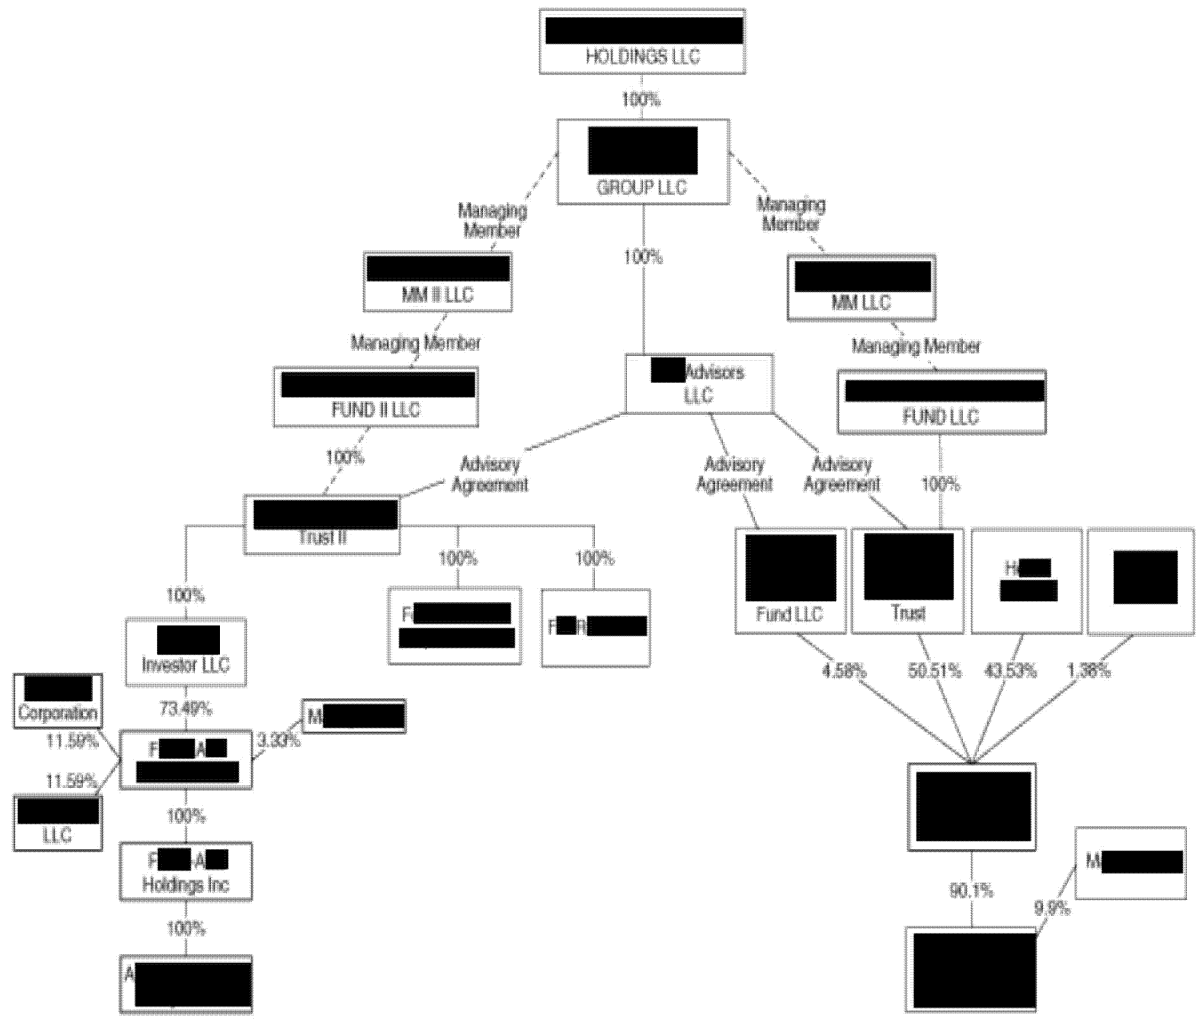 HOLDINGS LLC
100%
GROUP LLC
Managing
Member
Managing
Member
100%
MM II LLC
MM LLC
Managing Member
Managing Member
Advisors
LLC
FUND II LLC
FUND LLC
100%
Advisory
Agreement
Advisory
Agreement
Advisory
Agreement
100%
Trust II
100%
100%
100%
Fund LLC
Trust
Investor LLC
4.58%
50.51%
43.53%
1.38%
Corporation
73.49%
11.59%
3.33%
11.59%
LLC
100%
Holdings Inc
90.1%
9.9%
100%